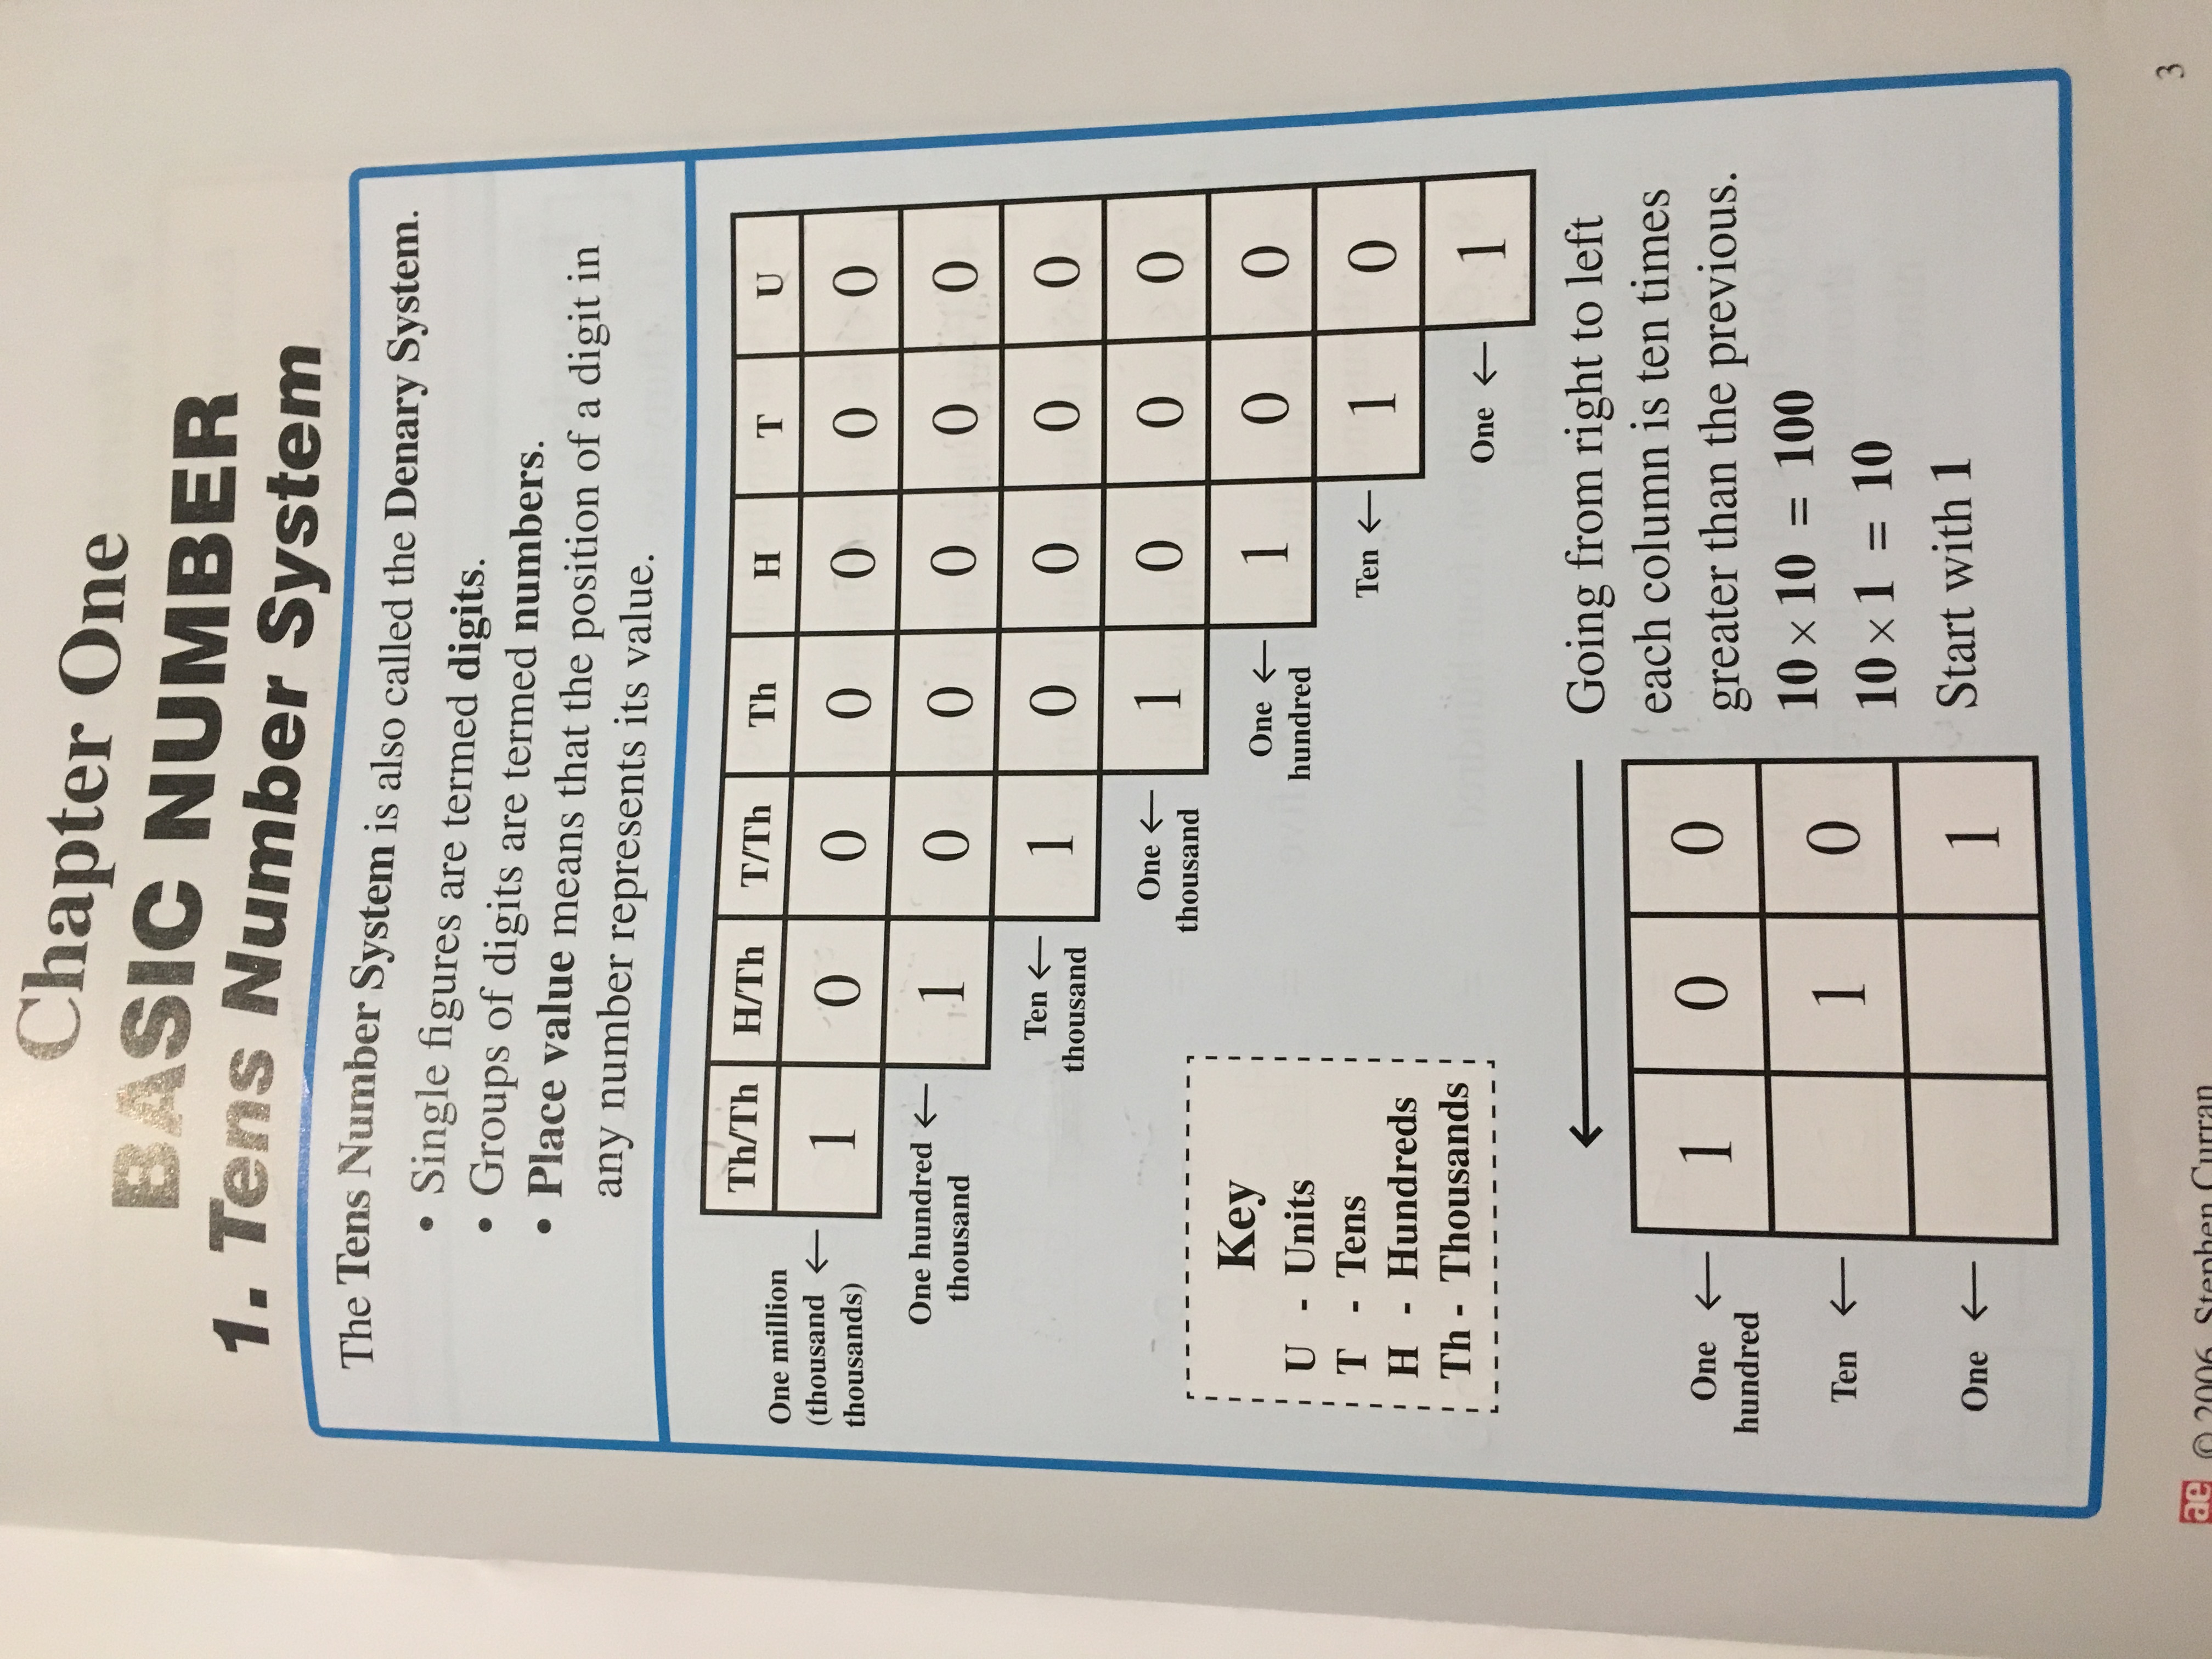 Chapter One
BASIC NUMBER
1. Tens Number System
The Tens Number System is also called the Denary System.
• Single figures are termed digits.
• Groups of digits are termed numbers.
• Place value means that the position of a digit in
any number represents its value.
Th/Th H/Th T/Th Th H T U
One million
(thousand ←
thousands)
1 0 0 0 0 0 0
One hundred ←
thousand
1 0 0 0 0 0
Ten ←
thousand
1 0 0 0 0
One ←
thousand
1 0 0 0
One ←
hundred
1 0 0
Ten ← 1 0
One ← 1
Key
U - Units
T - Tens
H - Hundreds
Th - Thousands
One ←
hundred
1 0 0
Ten ← 1 0
One ← 1
Going from right to left
each column is ten times
greater than the previous.
10 × 10 = 100
10 × 1 = 10
Start with 1
ae © 2006 Stephen Curran
3